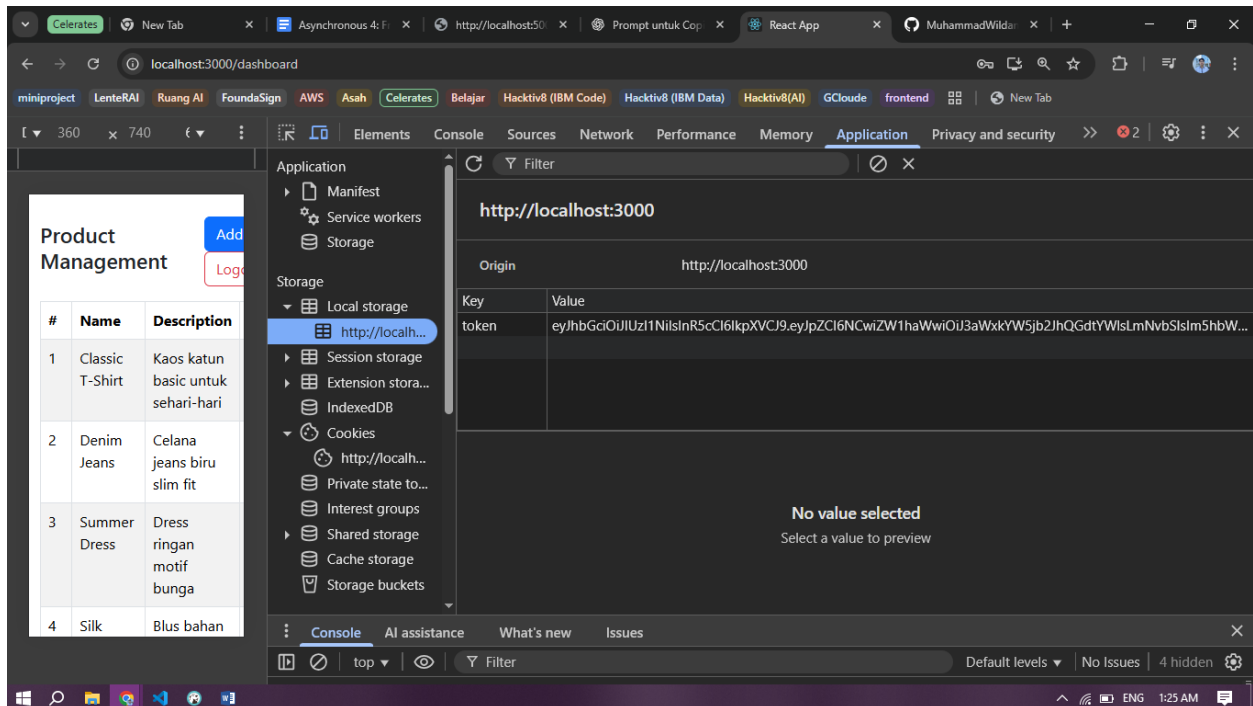 Celerates
New Tab
Asynchronous 4: F
http://localhost:50
Prompt untuk Cop
React App
MuhammadWildan
localhost:3000/dashboard
miniproject LenteRAI Ruang AI FoundaSign AWS Asah Celerates Belajar Hacktiv8 (IBM Code) Hacktiv8 (IBM Data) Hacktiv8(AI) GCloude frontend New Tab
360 x 740
Elements Console Sources Network Performance Memory Application Privacy and security 2
Product
Management
Add
Logo
# Name Description
1 Classic T-Shirt Kaos katun basic untuk sehari-hari
2 Denim Jeans Celana jeans biru slim fit
3 Summer Dress Dress ringan motif bunga
4 Silk Blus bahan
Application
Manifest
Service workers
Storage
Storage
Local storage
http://localh...
Session storage
Extension stora...
IndexedDB
Cookies
http://localh...
Private state to...
Interest groups
Shared storage
Cache storage
Storage buckets
Filter
http://localhost:3000
Origin http://localhost:3000
Key Value
token
No value selected
Select a value to preview
Console AI assistance What's new Issues
top Filter Default levels No Issues 4 hidden
ENG 1:25 AM